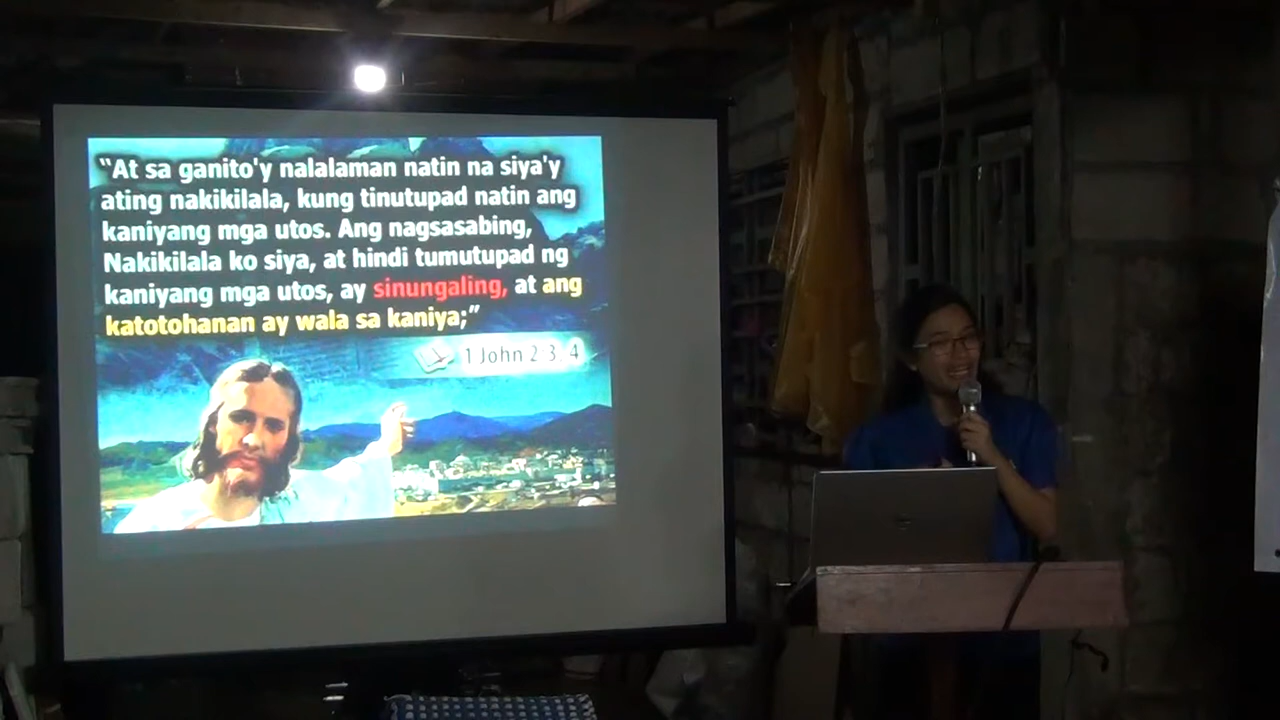 “At sa ganito'y nalalaman natin na siya'y
ating nakikilala, kung tinutupad natin ang
kaniyang mga utos. Ang nagsasabing,
Nakikilala ko siya, at hindi tumutupad ng
kaniyang mga utos, ay sinungaling, at ang
katotohanan ay wala sa kaniya;”
1 John 2:3, 4